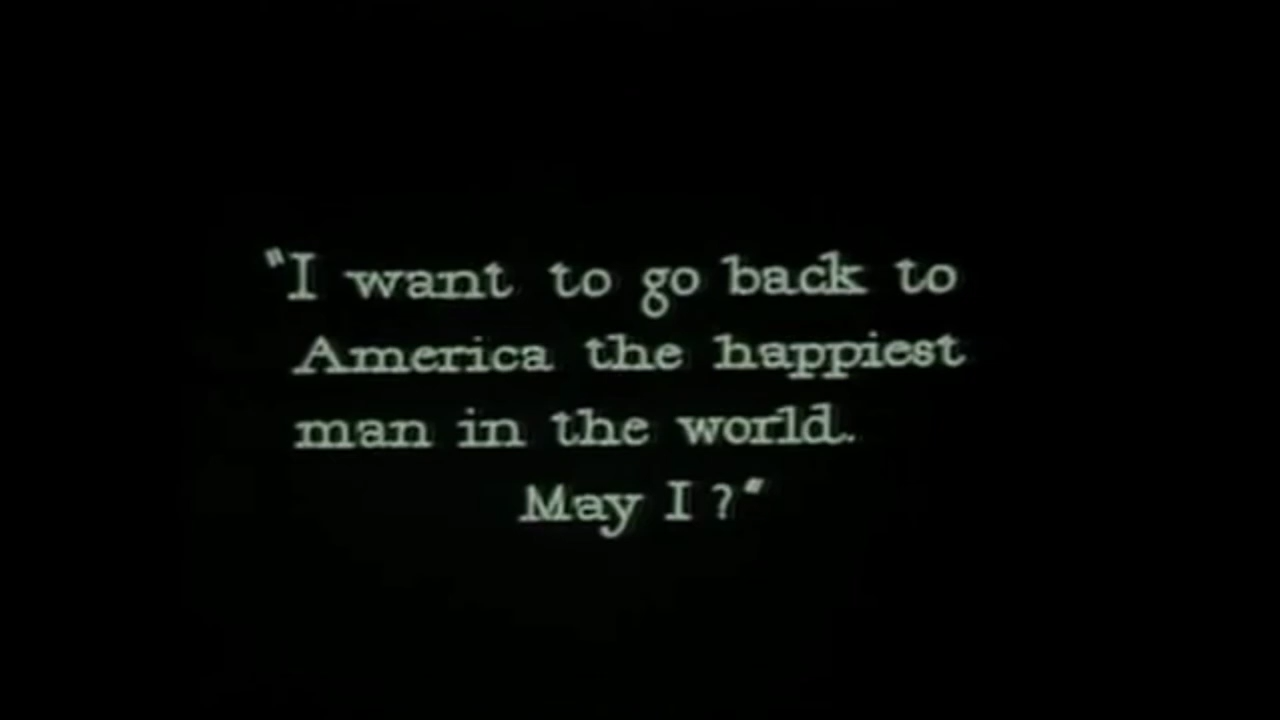 "I want to go back to
America the happiest
man in the world.
May I?"